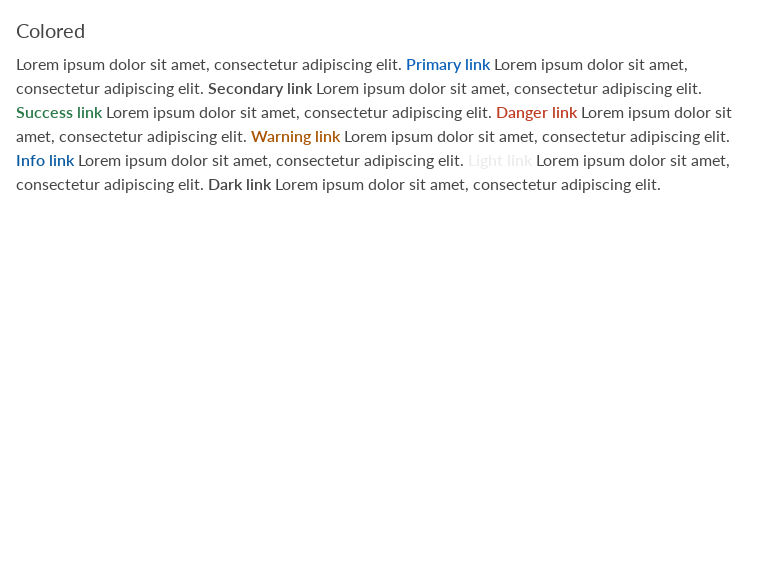 Colored
Lorem ipsum dolor sit amet, consectetur adipiscing elit. Primary link Lorem ipsum dolor sit amet,
consectetur adipiscing elit. Secondary link Lorem ipsum dolor sit amet, consectetur adipiscing elit.
Success link Lorem ipsum dolor sit amet, consectetur adipiscing elit. Danger link Lorem ipsum dolor sit
amet, consectetur adipiscing elit. Warning link Lorem ipsum dolor sit amet, consectetur adipiscing elit.
Info link Lorem ipsum dolor sit amet, consectetur adipiscing elit. Light link Lorem ipsum dolor sit amet,
consectetur adipiscing elit. Dark link Lorem ipsum dolor sit amet, consectetur adipiscing elit.